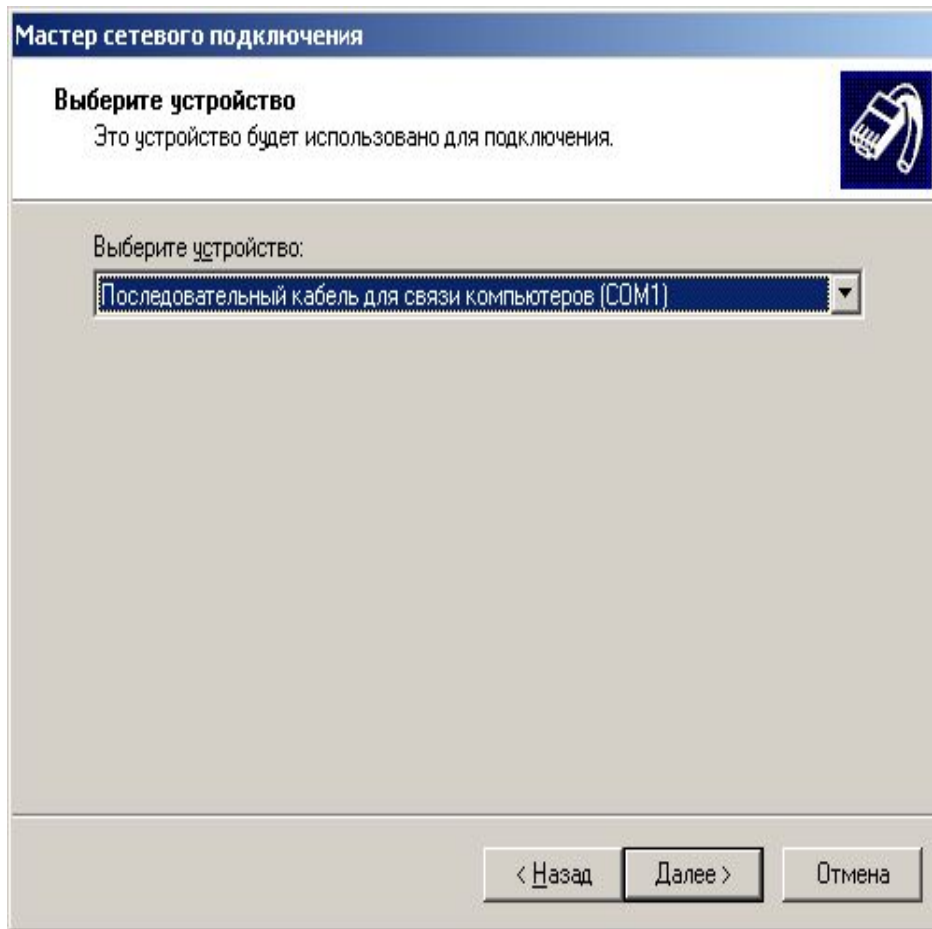 Мастер сетевого подключения
Выберите устройство
Это устройство будет использовано для подключения.
Выберите устройство:
Последовательный кабель для связи компьютеров (COM1)
< Назад
Далее >
Отмена